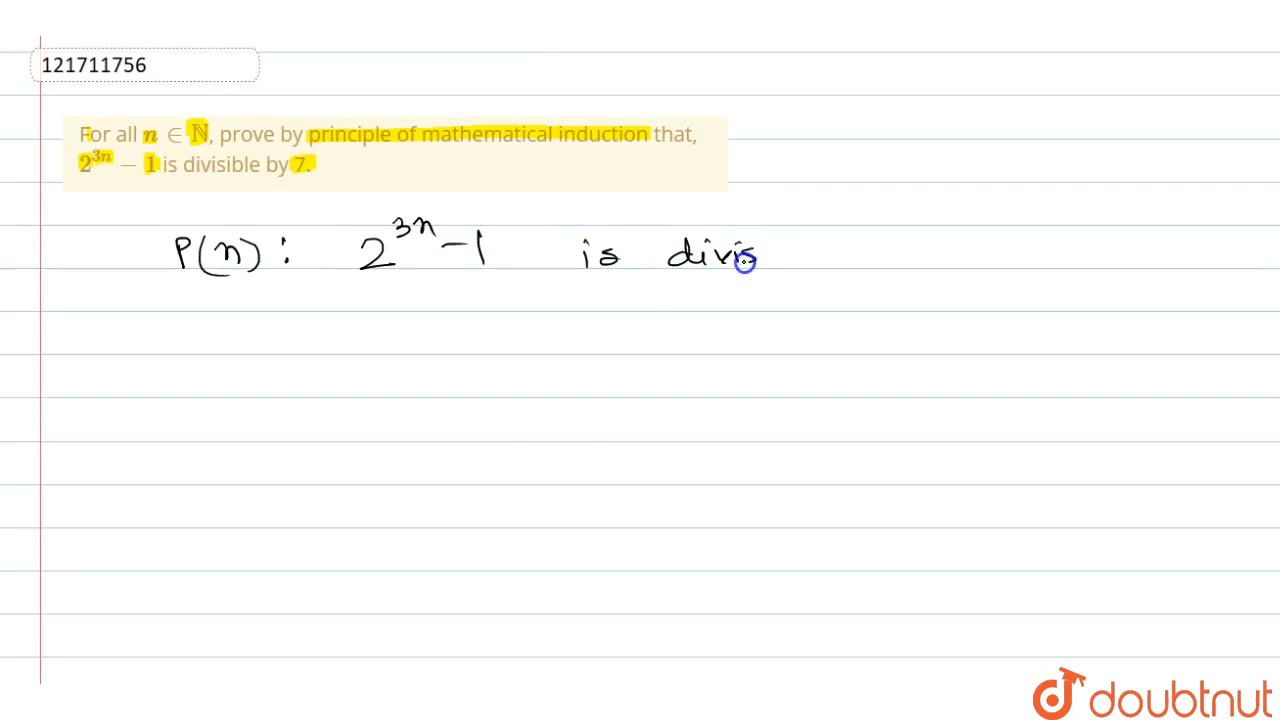 121711756
For all n ∈ ℕ, prove by principle of mathematical induction that,
2^{3n} − 1 is divisible by 7.
P(n) : 2^{3n} − 1 is divis
doubtnut